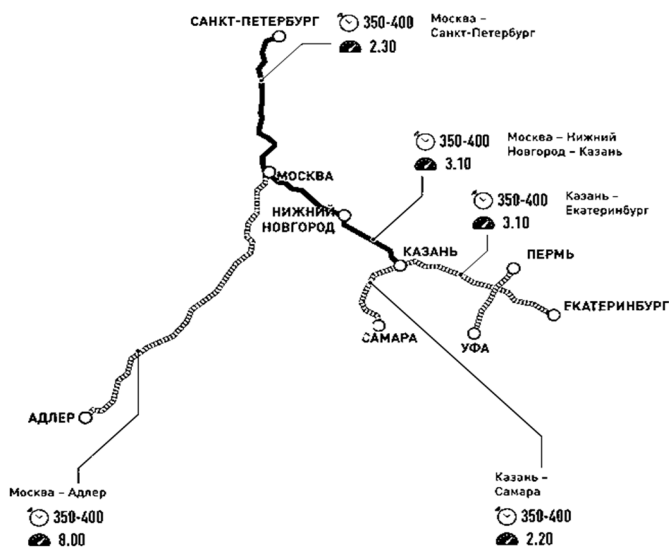 САНКТ-ПЕТЕРБУРГ
350-400
2.30
Москва –
Санкт-Петербург
МОСКВА
350-400
3.10
Москва – Нижний
Новгород – Казань
НИЖНИЙ
НОВГОРОД
350-400
3.10
Казань –
Екатеринбург
КАЗАНЬ
ПЕРМЬ
ЕКАТЕРИНБУРГ
САМАРА
УФА
АДЛЕР
Москва – Адлер
350-400
8.00
Казань –
Самара
350-400
2.20